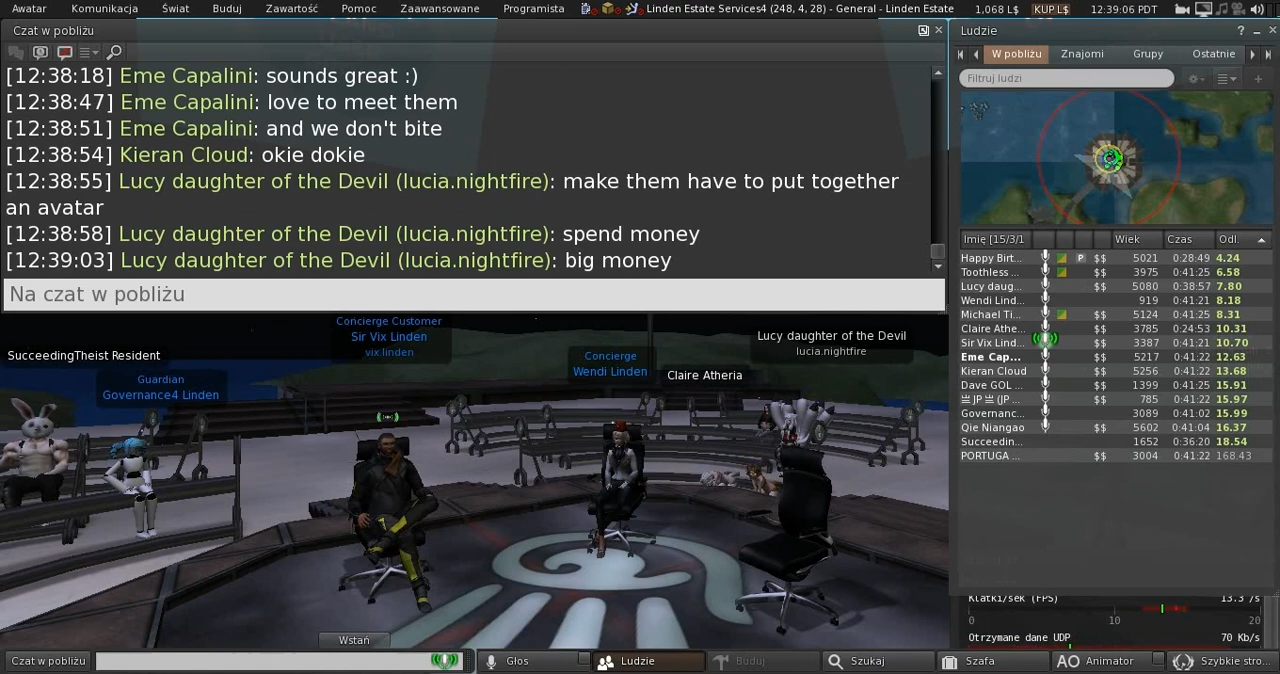 Awatar Komunikacja Świat Buduj Zawartość Pomoc Zaawansowane Programista Linden Estate Services4 (248, 4, 28) - General - Linden Estate 1,068 L$ KUP L$ 12:39:06 PDT
Czat w pobliżu
[12:38:18] Eme Capalini: sounds great :)
[12:38:47] Eme Capalini: love to meet them
[12:38:51] Eme Capalini: and we don't bite
[12:38:54] Kieran Cloud: okie dokie
[12:38:55] Lucy daughter of the Devil (lucia.nightfire): make them have to put together
an avatar
[12:38:58] Lucy daughter of the Devil (lucia.nightfire): spend money
[12:39:03] Lucy daughter of the Devil (lucia.nightfire): big money
Na czat w pobliżu
Ludzie
W pobliżu Znajomi Grupy Ostatnie
Filtruj ludzi
Imię [15/3/1 Wiek Czas Odl.
Happy Birt... P $$ 5021 0:28:49 4.24
Toothless ... $$ 3975 0:41:25 6.58
Lucy daug... $$ 5080 0:38:57 7.80
Wendi Lind... 919 0:41:21 8.18
Michael Ti... $$ 5124 0:41:25 8.31
Claire Athe... 3785 0:24:53 10.31
Sir Vix Lind... 3387 0:41:21 10.70
Eme Cap... $$ 5217 0:41:22 12.63
Kieran Cloud $$ 5256 0:41:22 13.68
Dave GOL ... $$ 1399 0:41:25 15.91
JP (JP ... $$ 785 0:41:22 15.97
Governanc... 3089 0:41:02 15.99
Qie Niangao $$ 5602 0:41:04 16.37
Succeedin... 1652 0:36:20 18.54
PORTUGA ... $$ 3004 0:41:22 168.43
Klatki/sek (FPS) 13.3 /s
0 10 20
Otrzymane dane UDP 70 Kb/s
SucceedingTheist Resident
Guardian
Governance4 Linden
Concierge Customer
Sir Vix Linden
vix.linden
Concierge
Wendi Linden
Claire Atheria
Lucy daughter of the Devil
lucia.nightfire
Wstań
Czat w pobliżu Głos Ludzie Buduj Szukaj Szafa AO Animator Szybkie stro...